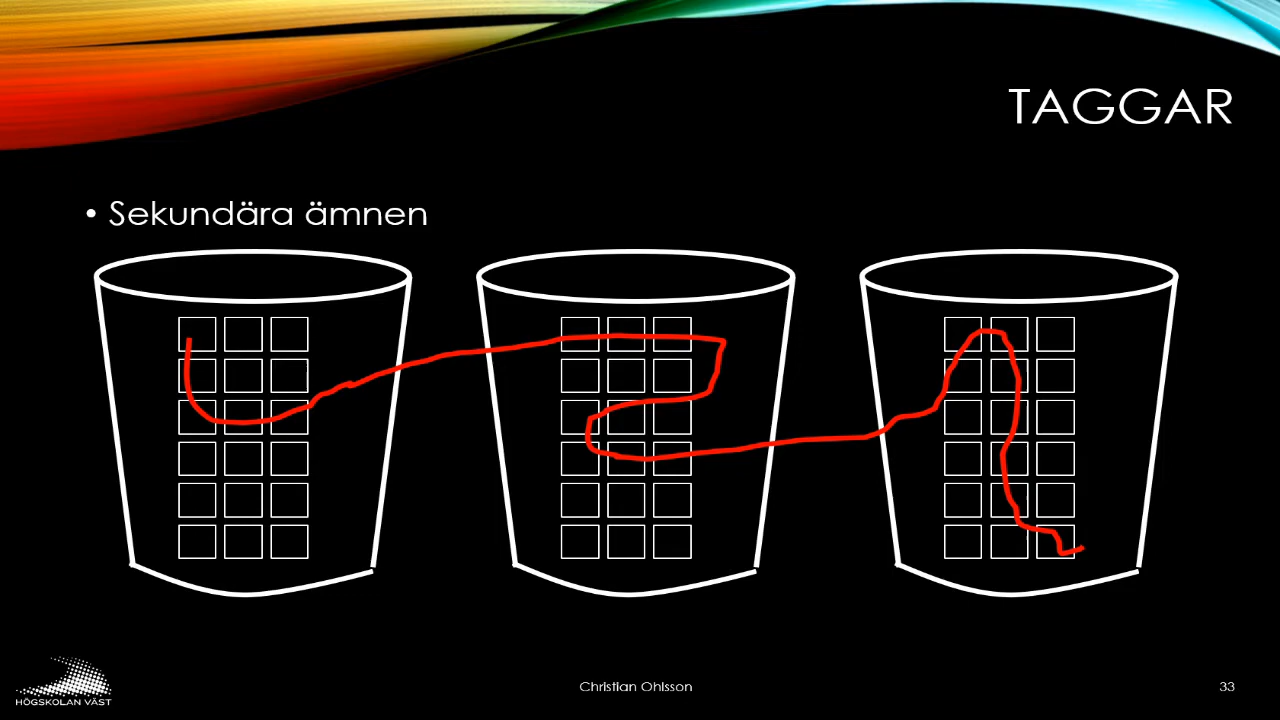 TAGGAR
• Sekundära ämnen
HÖGSKOLAN VÄST
Christian Ohlsson
33